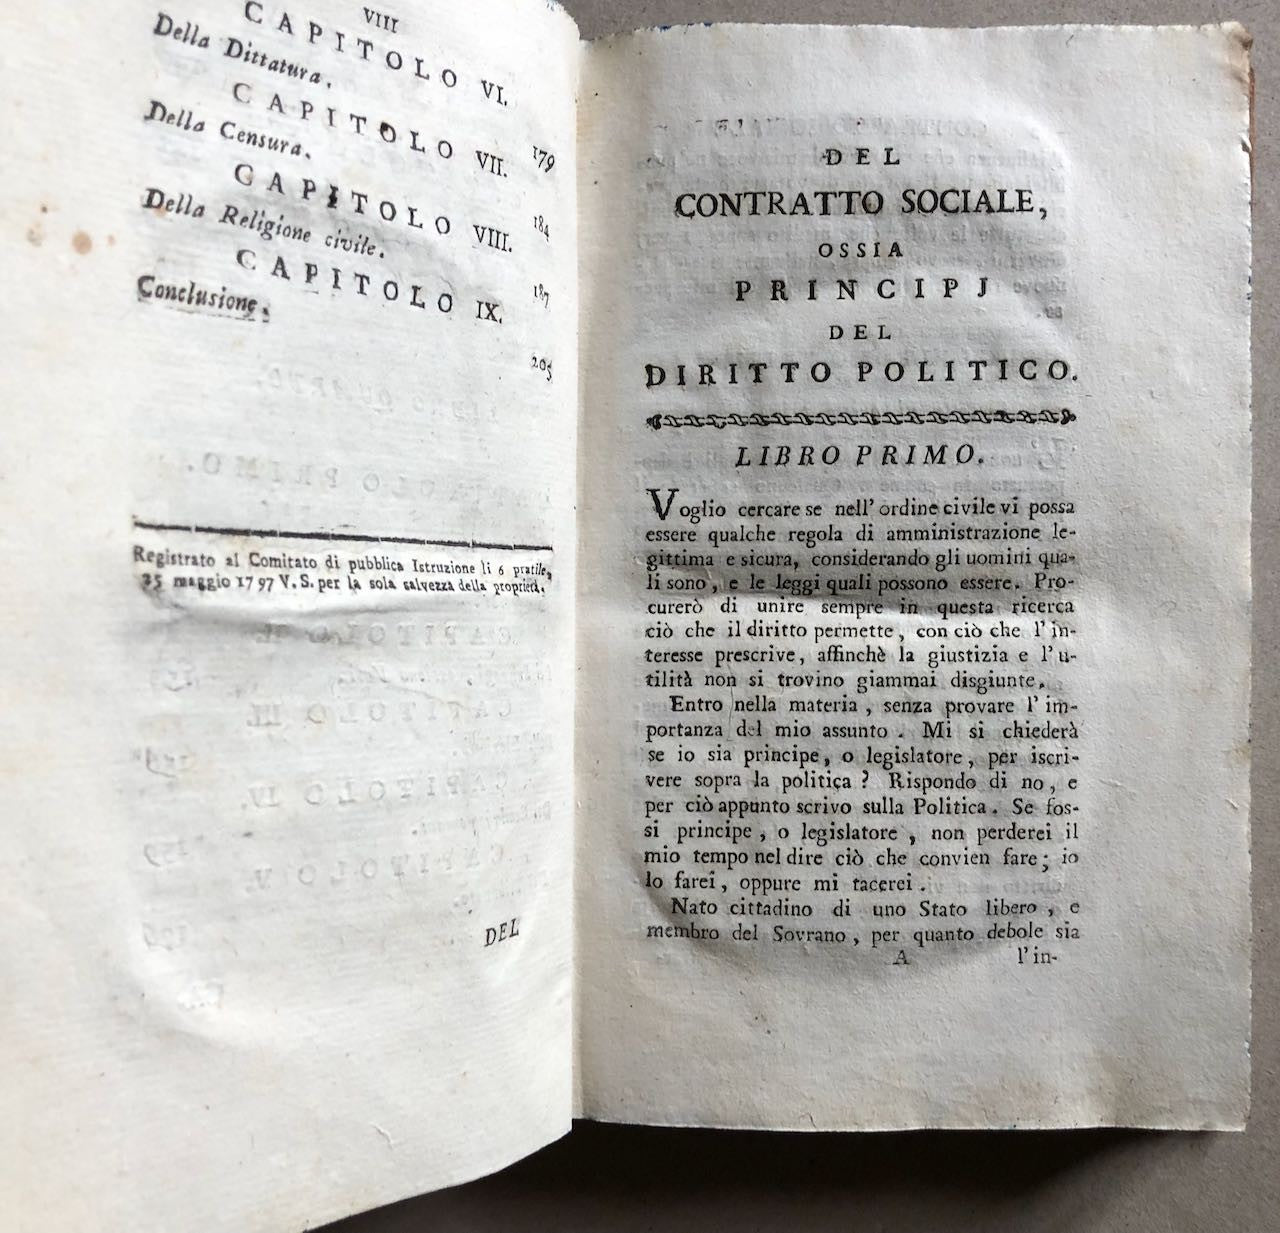 VIII
CAPITOLO VI.
Della Dittatura.
179
CAPITOLO VII.
Della Censura.
184
CAPITOLO VIII.
Della Religione civile.
187
CAPITOLO IX.
Conclusione.
205
Registrato al Comitato di pubblica Istruzione li 6 pratile,
25 maggio 1797 V. S. per la sola salvezza della proprietà.
DEL
DEL
CONTRATTO SOCIALE,
OSSIA
PRINCIPJ
DEL
DIRITTO POLITICO.
LIBRO PRIMO.
Voglio cercare se nell' ordine civile vi possa
essere qualche regola di amministrazione le-
gittima e sicura, considerando gli uomini qua-
li sono, e le leggi quali possono essere. Pro-
curerò di unire sempre in questa ricerca
ciò che il diritto permette, con ciò che l' in-
teresse prescrive, affinchè la giustizia e l' u-
tilità non si trovino giammai disgiunte.
Entro nella materia, senza provare l' im-
portanza del mio assunto. Mi si chiederà
se io sia principe, o legislatore, per iscri-
vere sopra la politica? Rispondo di no, e
per ciò appunto scrivo sulla Politica. Se fos-
si principe, o legislatore, non perderei il
mio tempo nel dire ciò che convien fare; io
lo farei, oppure mi tacerei.
Nato cittadino di uno Stato libero, e
membro del Sovrano, per quanto debole sia
A l' in-